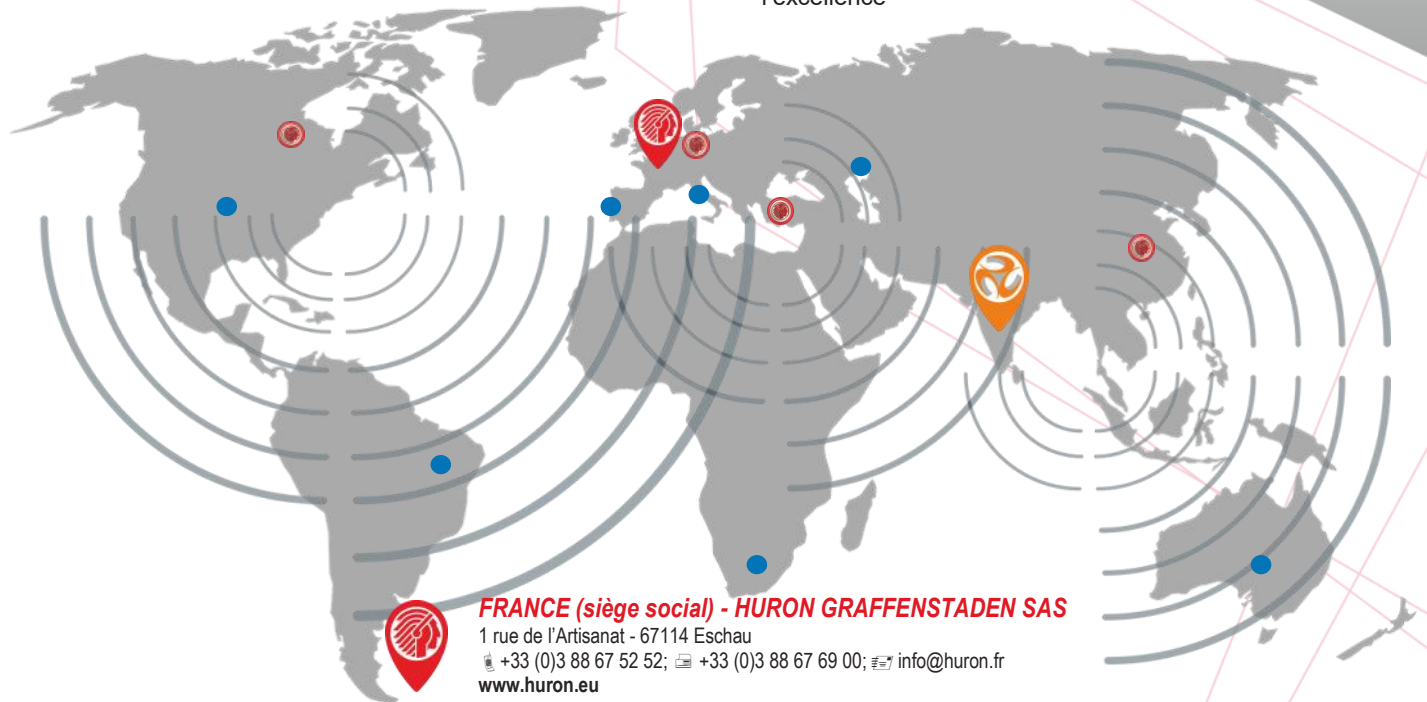 l'excellence
FRANCE (siège social) - HURON GRAFFENSTADEN SAS
1 rue de l’Artisanat - 67114 Eschau
+33 (0)3 88 67 52 52; +33 (0)3 88 67 69 00; info@huron.fr
www.huron.eu